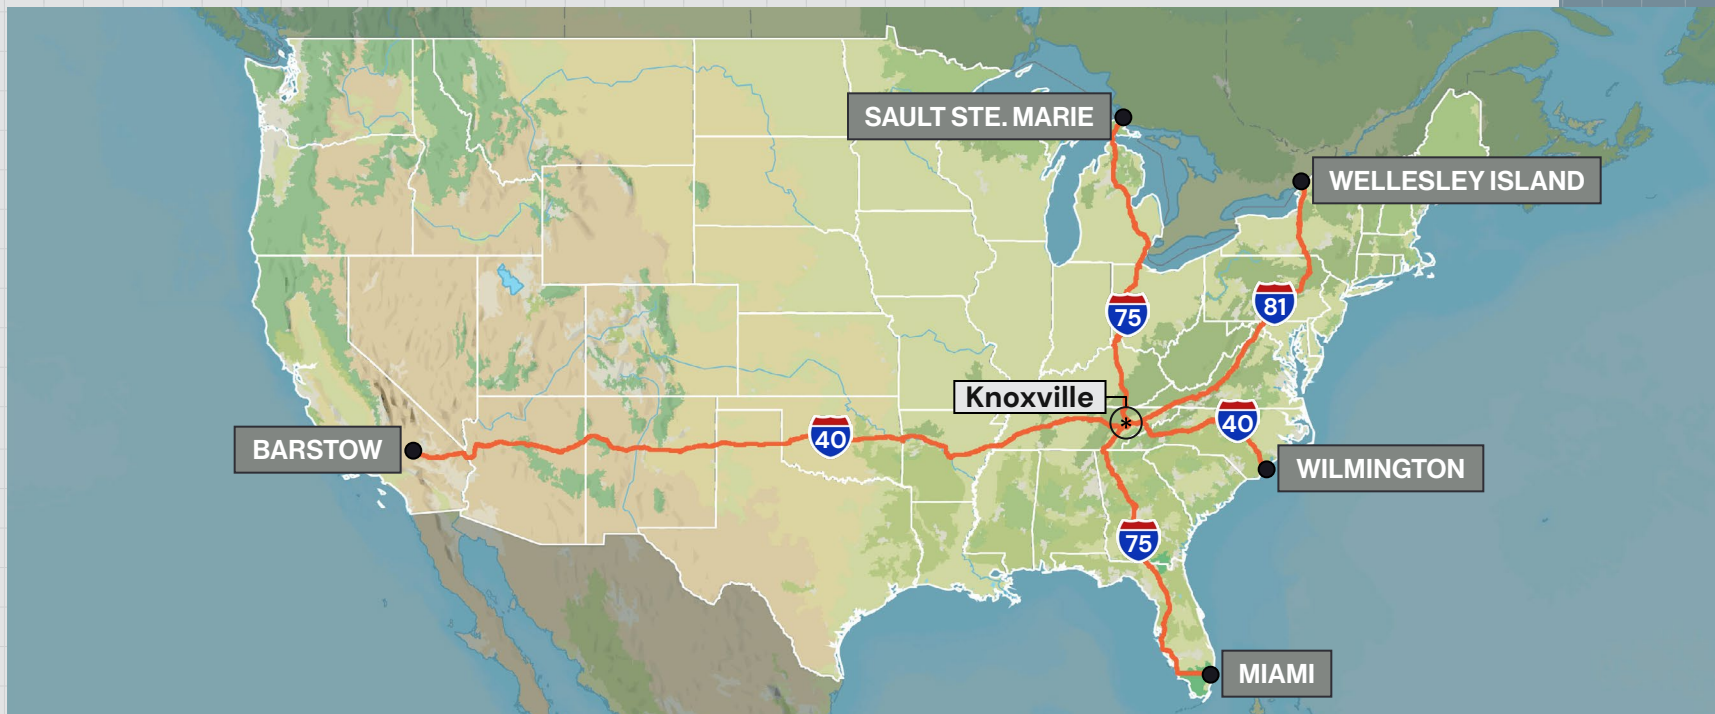 SAULT STE. MARIE
WELLESLEY ISLAND
81
75
Knoxville
*
40
40
BARSTOW
WILMINGTON
75
MIAMI